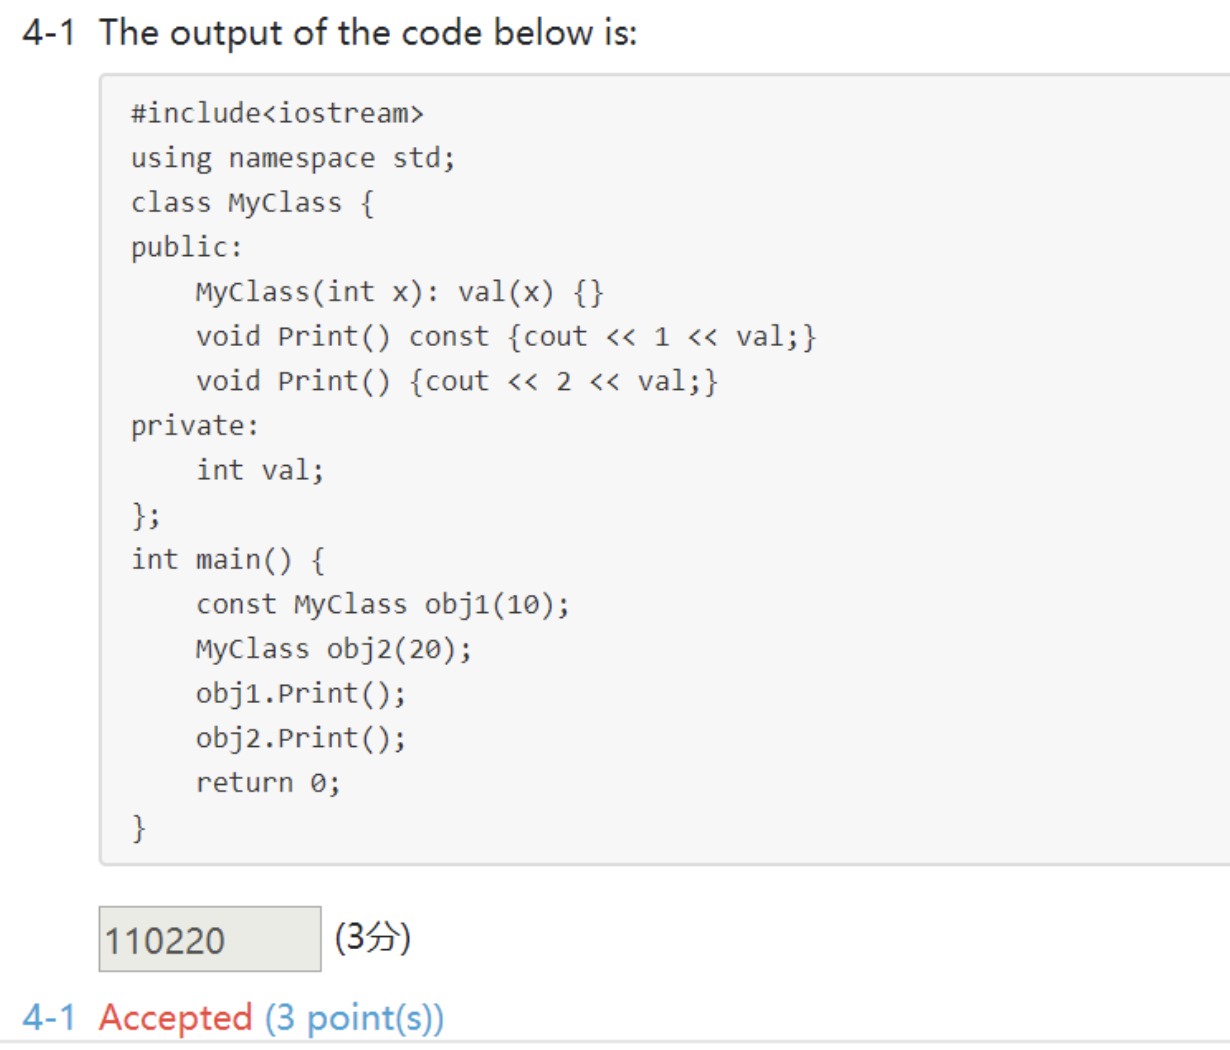 4-1 The output of the code below is:
#include<iostream>
using namespace std;
class MyClass {
public:
    MyClass(int x): val(x) {}
    void Print() const {cout << 1 << val;}
    void Print() {cout << 2 << val;}
private:
    int val;
};
int main() {
    const MyClass obj1(10);
    MyClass obj2(20);
    obj1.Print();
    obj2.Print();
    return 0;
}
110220 (3分)
4-1 Accepted (3 point(s))